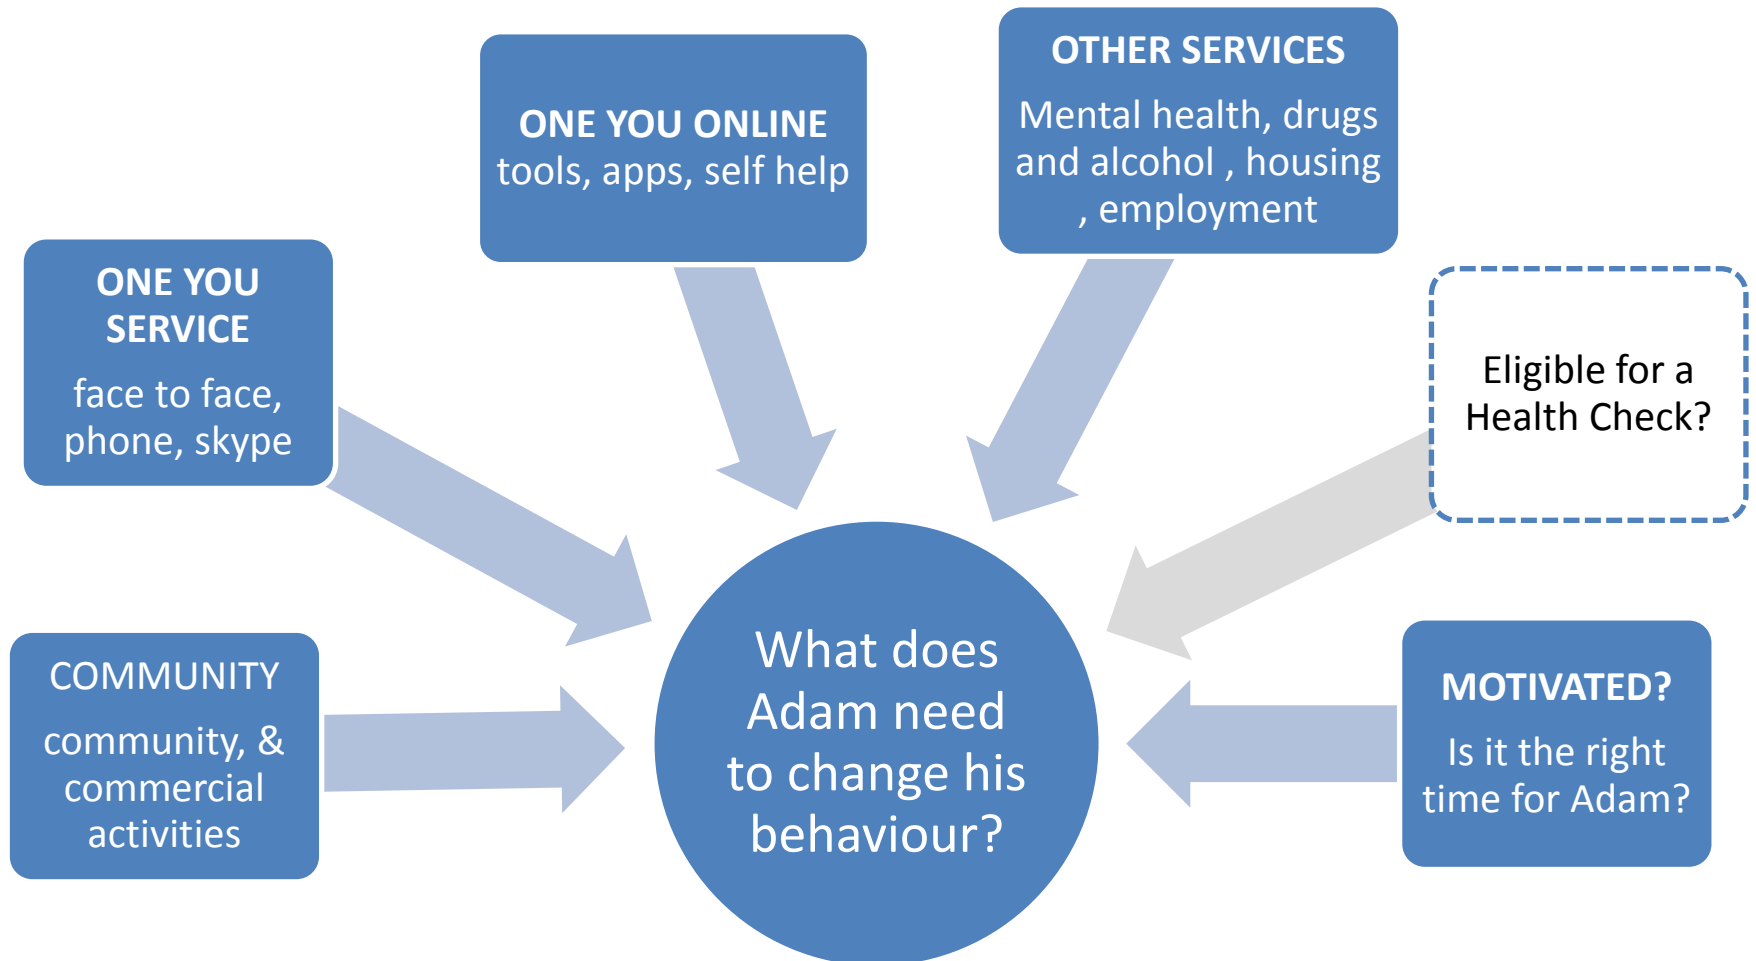 ONE YOU ONLINE
tools, apps, self help
OTHER SERVICES
Mental health, drugs
and alcohol , housing
, employment
ONE YOU
SERVICE
face to face,
phone, skype
Eligible for a
Health Check?
COMMUNITY
community, &
commercial
activities
What does
Adam need
to change his
behaviour?
MOTIVATED?
Is it the right
time for Adam?